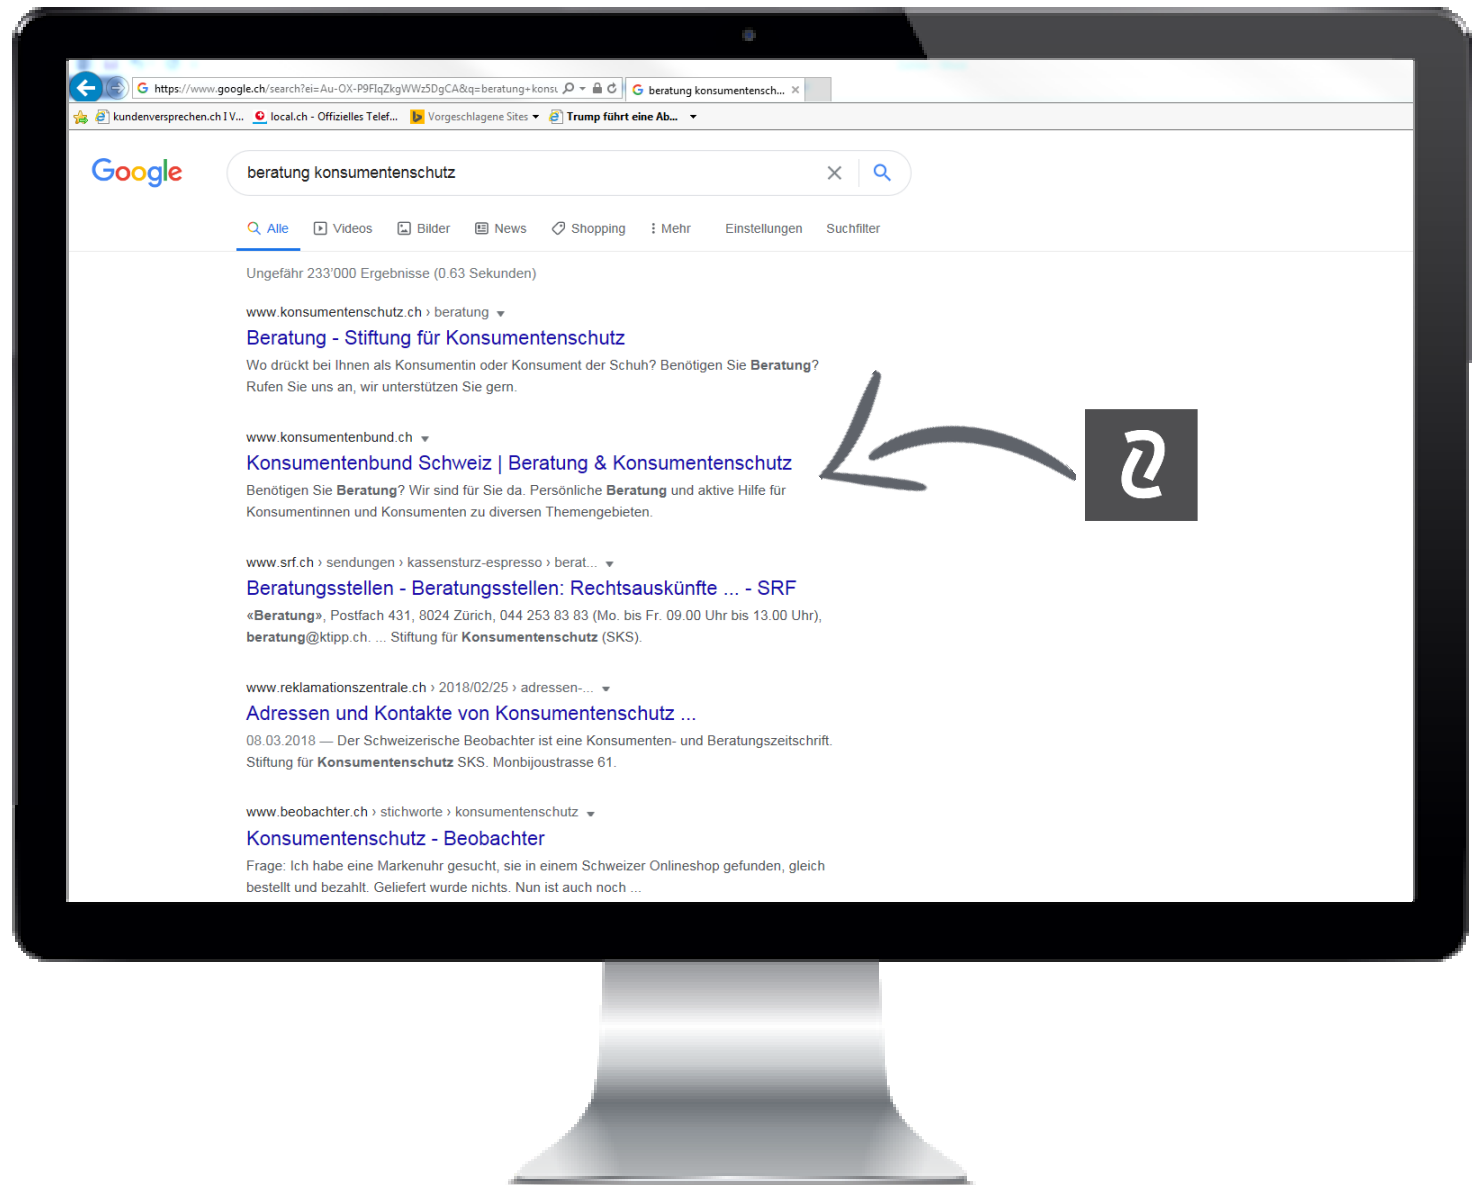 https://www.google.ch/search?ei=Au-OX-P9FIqZkgWWz5DgCA&q=beratung+konsu
beratung konsumentensch...
kundenversprechen.ch I V... local.ch - Offizielles Telef... Vorgeschlagene Sites Trump führt eine Ab...
Google
beratung konsumentenschutz
Alle Videos Bilder News Shopping Mehr Einstellungen Suchfilter
Ungefähr 233'000 Ergebnisse (0.63 Sekunden)
www.konsumentenschutz.ch › beratung
Beratung - Stiftung für Konsumentenschutz
Wo drückt bei Ihnen als Konsumentin oder Konsument der Schuh? Benötigen Sie Beratung?
Rufen Sie uns an, wir unterstützen Sie gern.
www.konsumentenbund.ch
Konsumentenbund Schweiz | Beratung & Konsumentenschutz
Benötigen Sie Beratung? Wir sind für Sie da. Persönliche Beratung und aktive Hilfe für
Konsumentinnen und Konsumenten zu diversen Themengebieten.
www.srf.ch › sendungen › kassensturz-espresso › berat...
Beratungsstellen - Beratungsstellen: Rechtsauskünfte ... - SRF
«Beratung», Postfach 431, 8024 Zürich, 044 253 83 83 (Mo. bis Fr. 09.00 Uhr bis 13.00 Uhr),
beratung@ktipp.ch. ... Stiftung für Konsumentenschutz (SKS).
www.reklamationszentrale.ch › 2018/02/25 › adressen-...
Adressen und Kontakte von Konsumentenschutz ...
08.03.2018 — Der Schweizerische Beobachter ist eine Konsumenten- und Beratungszeitschrift.
Stiftung für Konsumentenschutz SKS. Monbijoustrasse 61.
www.beobachter.ch › stichworte › konsumentenschutz
Konsumentenschutz - Beobachter
Frage: Ich habe eine Markenuhr gesucht, sie in einem Schweizer Onlineshop gefunden, gleich
bestellt und bezahlt. Geliefert wurde nichts. Nun ist auch noch ...